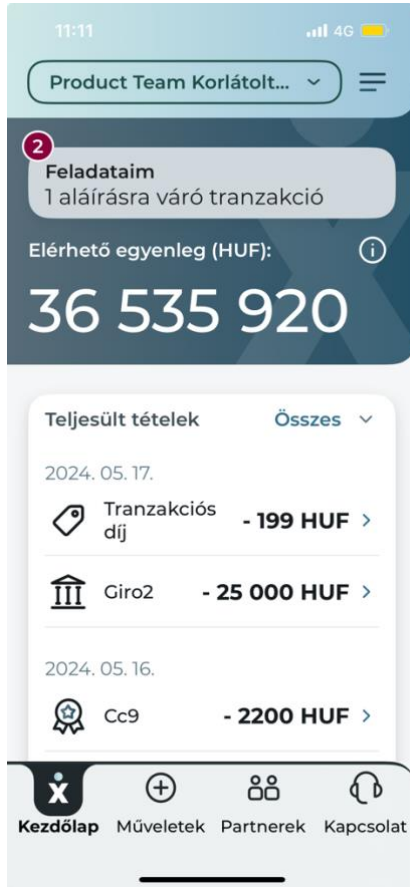 11:11
4G
Product Team Korlátolt...
2
Feladataim
1 aláírásra váró tranzakció
Elérhető egyenleg (HUF):
36 535 920
Teljesült tételek Összes
2024. 05. 17.
Tranzakciós
díj
- 199 HUF
Giro2 - 25 000 HUF
2024. 05. 16.
Cc9 - 2200 HUF
Kezdőlap Műveletek Partnerek Kapcsolat